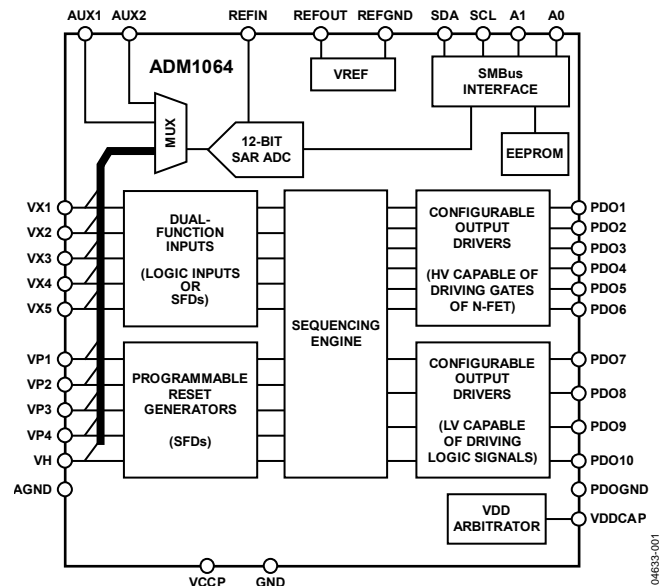 AUX1 AUX2 REFIN REFOUT REFGND SDA SCL A1 A0
ADM1064
VREF
SMBus
INTERFACE
MUX
12-BIT
SAR ADC
EEPROM
VX1
VX2
VX3
VX4
VX5
DUAL-
FUNCTION
INPUTS
(LOGIC INPUTS
OR
SFDs)
SEQUENCING
ENGINE
CONFIGURABLE
OUTPUT
DRIVERS
(HV CAPABLE OF
DRIVING GATES
OF N-FET)
PDO1
PDO2
PDO3
PDO4
PDO5
PDO6
VP1
VP2
VP3
VP4
VH
AGND
PROGRAMMABLE
RESET
GENERATORS
(SFDs)
CONFIGURABLE
OUTPUT
DRIVERS
(LV CAPABLE
OF DRIVING
LOGIC SIGNALS)
PDO7
PDO8
PDO9
PDO10
PDOGND
VDD
ARBITRATOR
VDDCAP
VCCP GND
04633-001